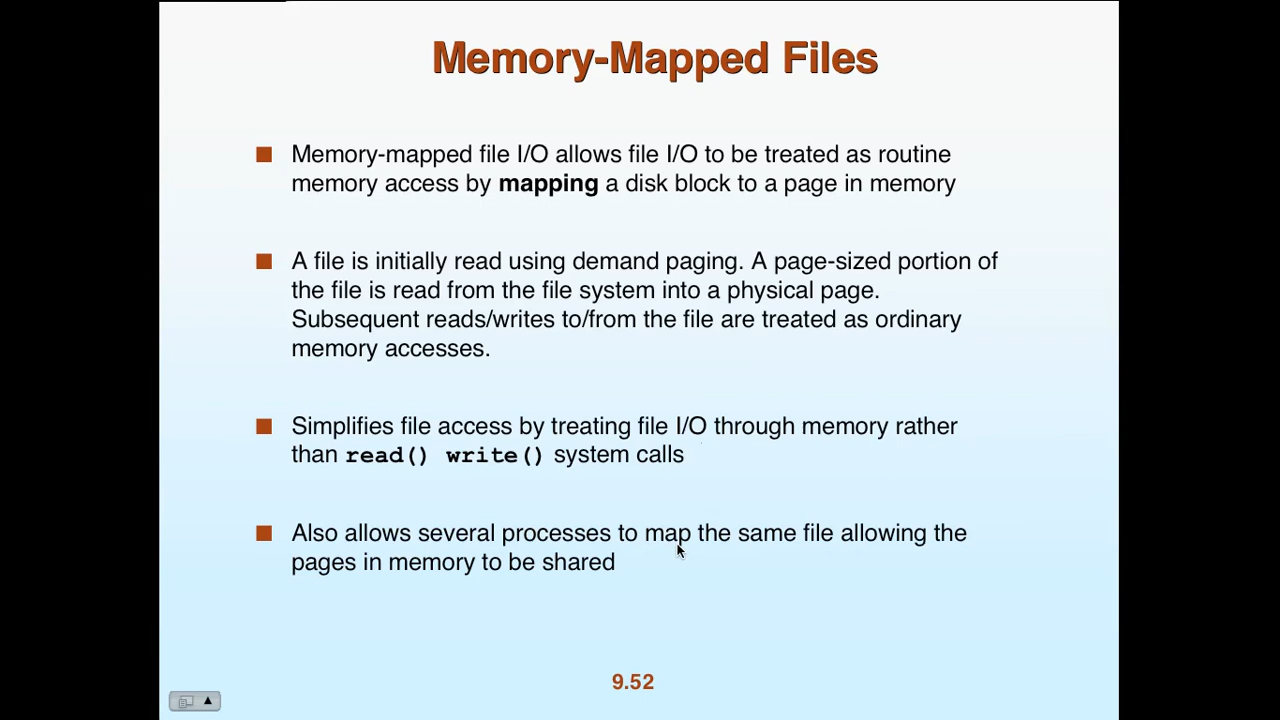 Memory-Mapped Files
Memory-mapped file I/O allows file I/O to be treated as routine
memory access by mapping a disk block to a page in memory
A file is initially read using demand paging. A page-sized portion of
the file is read from the file system into a physical page.
Subsequent reads/writes to/from the file are treated as ordinary
memory accesses.
Simplifies file access by treating file I/O through memory rather
than read() write() system calls
Also allows several processes to map the same file allowing the
pages in memory to be shared
9.52